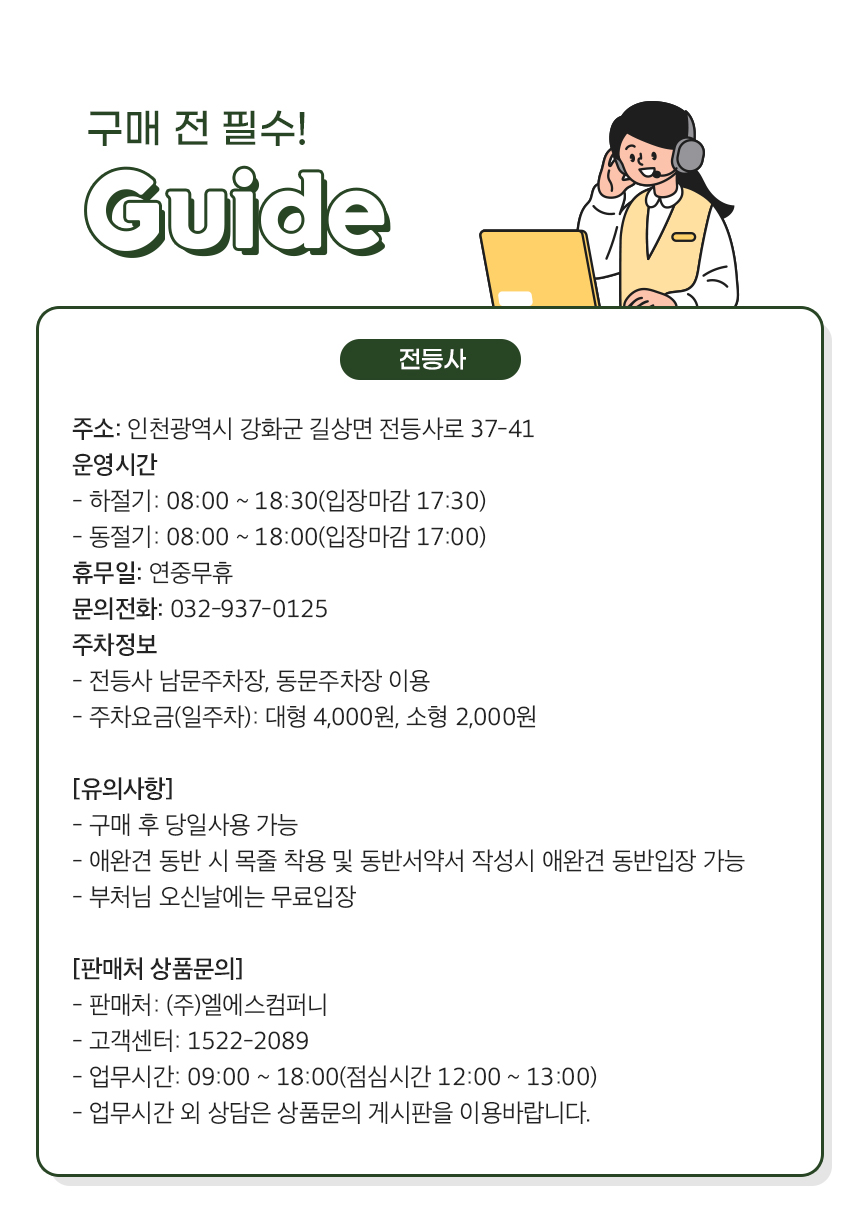 구매 전 필수!
Guide
전등사
주소: 인천광역시 강화군 길상면 전등사로 37-41
운영시간
- 하절기: 08:00 ~ 18:30(입장마감 17:30)
- 동절기: 08:00 ~ 18:00(입장마감 17:00)
휴무일: 연중무휴
문의전화: 032-937-0125
주차정보
- 전등사 남문주차장, 동문주차장 이용
- 주차요금(일주차): 대형 4,000원, 소형 2,000원
[유의사항]
- 구매 후 당일사용 가능
- 애완견 동반 시 목줄 착용 및 동반서약서 작성시 애완견 동반입장 가능
- 부처님 오신날에는 무료입장
[판매처 상품문의]
- 판매처: (주)엘에스컴퍼니
- 고객센터: 1522-2089
- 업무시간: 09:00 ~ 18:00(점심시간 12:00 ~ 13:00)
- 업무시간 외 상담은 상품문의 게시판을 이용바랍니다.